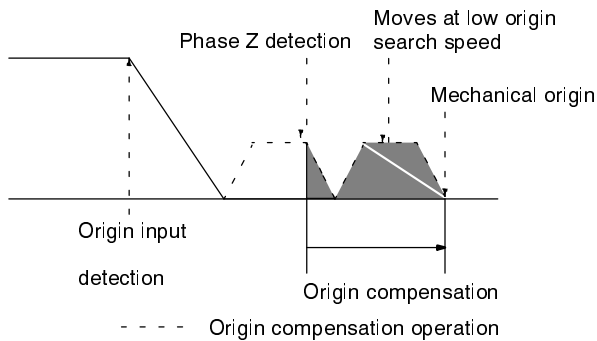 Moves at low origin
search speed
Phase Z detection
Mechanical origin
Origin input
detection
Origin compensation
Origin compensation operation